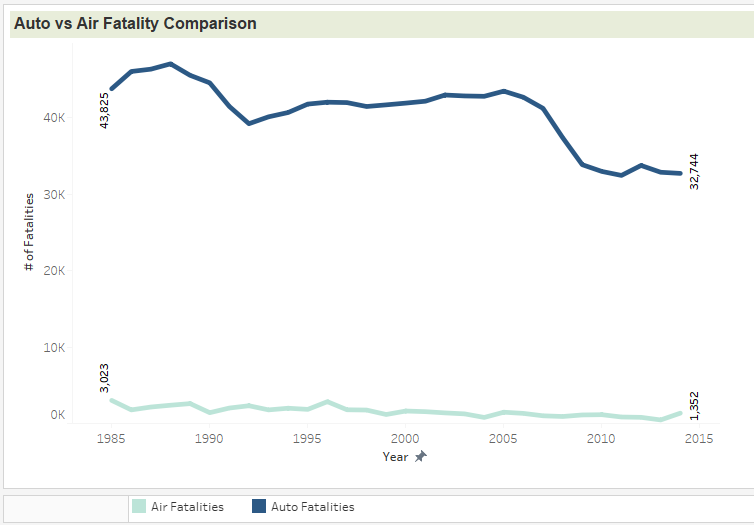 Auto vs Air Fatality Comparison
43,825
40K
32,744
30K
# of Fatalities
20K
10K
3,023
1,352
0K
1985 1990 1995 2000 2005 2010 2015
Year
Air Fatalities Auto Fatalities